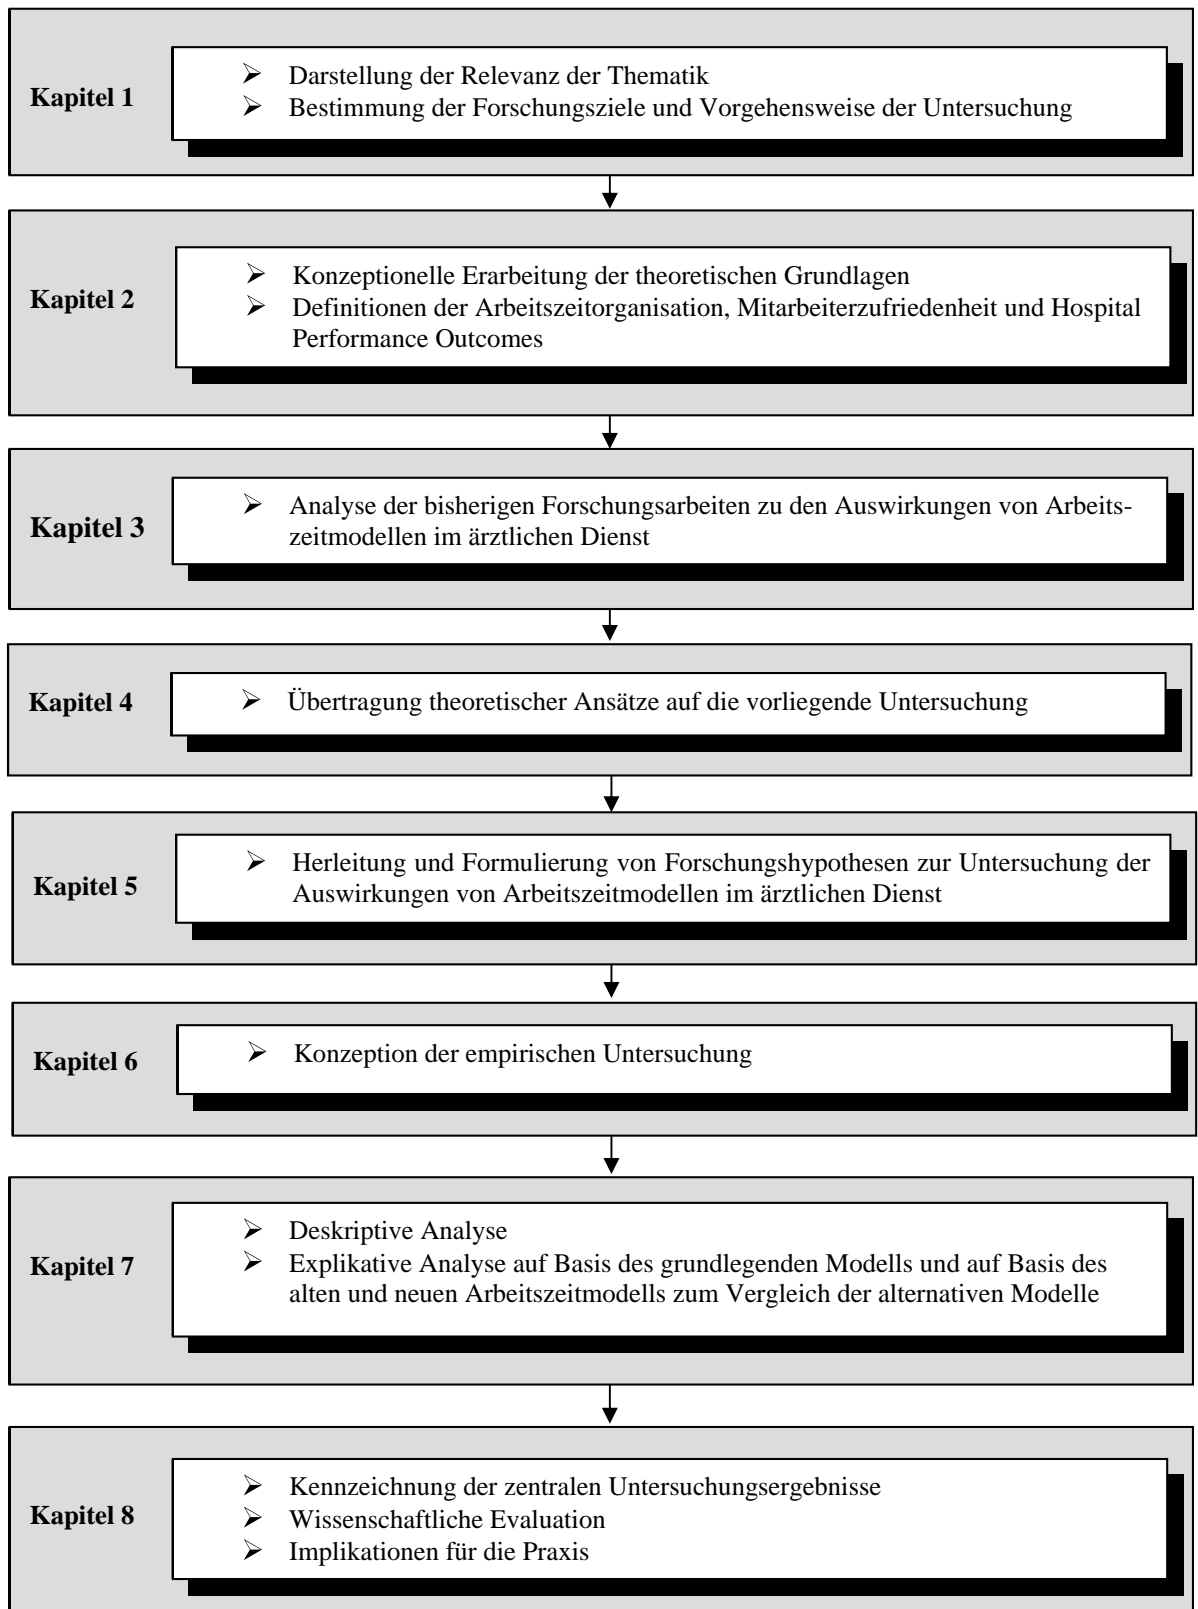 Kapitel 1
➢ Darstellung der Relevanz der Thematik
➢ Bestimmung der Forschungsziele und Vorgehensweise der Untersuchung
Kapitel 2
➢ Konzeptionelle Erarbeitung der theoretischen Grundlagen
➢ Definitionen der Arbeitszeitorganisation, Mitarbeiterzufriedenheit und Hospital
Performance Outcomes
Kapitel 3
➢ Analyse der bisherigen Forschungsarbeiten zu den Auswirkungen von Arbeits-
zeitmodellen im ärztlichen Dienst
Kapitel 4
➢ Übertragung theoretischer Ansätze auf die vorliegende Untersuchung
Kapitel 5
➢ Herleitung und Formulierung von Forschungshypothesen zur Untersuchung der
Auswirkungen von Arbeitszeitmodellen im ärztlichen Dienst
Kapitel 6
➢ Konzeption der empirischen Untersuchung
Kapitel 7
➢ Deskriptive Analyse
➢ Explikative Analyse auf Basis des grundlegenden Modells und auf Basis des
alten und neuen Arbeitszeitmodells zum Vergleich der alternativen Modelle
Kapitel 8
➢ Kennzeichnung der zentralen Untersuchungsergebnisse
➢ Wissenschaftliche Evaluation
➢ Implikationen für die Praxis